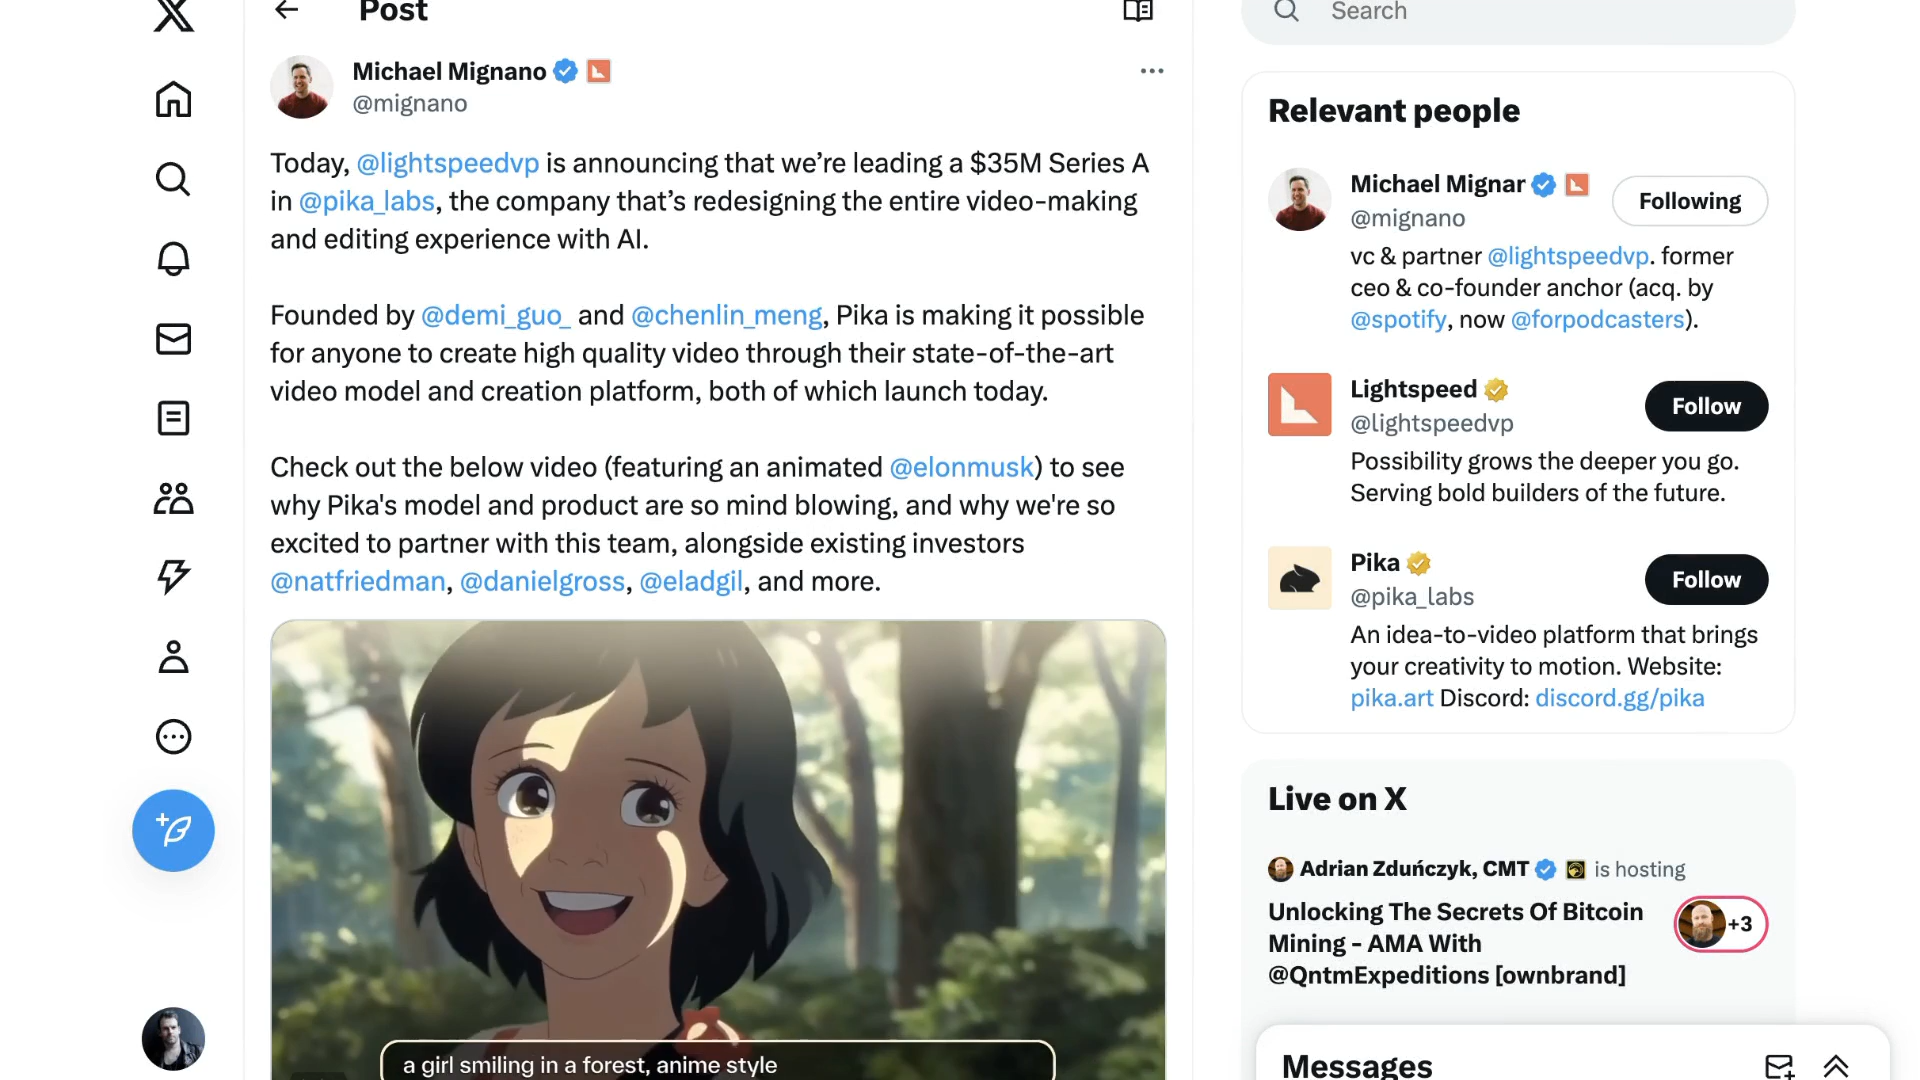 Post
Michael Mignano
@mignano
Today, @lightspeedvp is announcing that we’re leading a $35M Series A
in @pika_labs, the company that’s redesigning the entire video-making
and editing experience with AI.
Founded by @demi_guo_ and @chenlin_meng, Pika is making it possible
for anyone to create high quality video through their state-of-the-art
video model and creation platform, both of which launch today.
Check out the below video (featuring an animated @elonmusk) to see
why Pika's model and product are so mind blowing, and why we're so
excited to partner with this team, alongside existing investors
@natfriedman, @danielgross, @eladgil, and more.
a girl smiling in a forest, anime style
Search
Relevant people
Michael Mignar
@mignano
Following
vc & partner @lightspeedvp. former
ceo & co-founder anchor (acq. by
@spotify, now @forpodcasters).
Lightspeed
@lightspeedvp
Follow
Possibility grows the deeper you go.
Serving bold builders of the future.
Pika
@pika_labs
Follow
An idea-to-video platform that brings
your creativity to motion. Website:
pika.art Discord: discord.gg/pika
Live on X
Adrian Zduńczyk, CMT is hosting
Unlocking The Secrets Of Bitcoin
Mining - AMA With
@QntmExpeditions [ownbrand]
+3
Messages